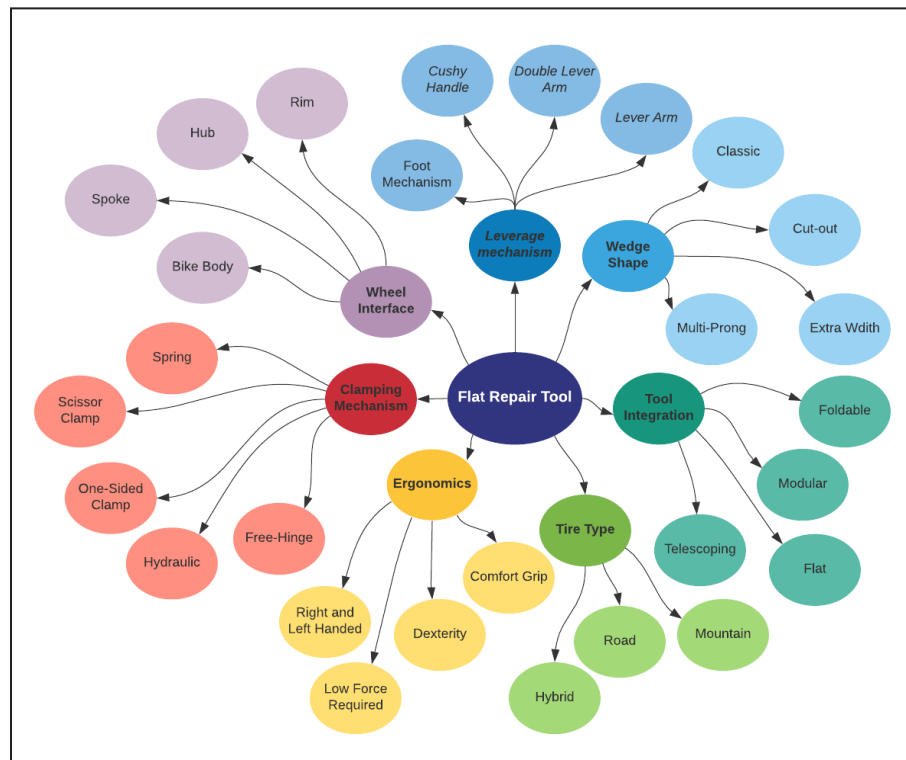 Cushy
Handle
Double Lever
Arm
Lever Arm
Foot
Mechanism
Leverage
mechanism
Rim
Hub
Spoke
Bike Body
Wheel
Interface
Classic
Cut-out
Extra Wdith
Multi-Prong
Wedge
Shape
Flat Repair Tool
Spring
Scissor
Clamp
One-Sided
Clamp
Hydraulic
Free-Hinge
Clamping
Mechanism
Tool
Integration
Foldable
Modular
Flat
Telescoping
Ergonomics
Right and
Left Handed
Low Force
Required
Dexterity
Comfort Grip
Tire Type
Hybrid
Road
Mountain